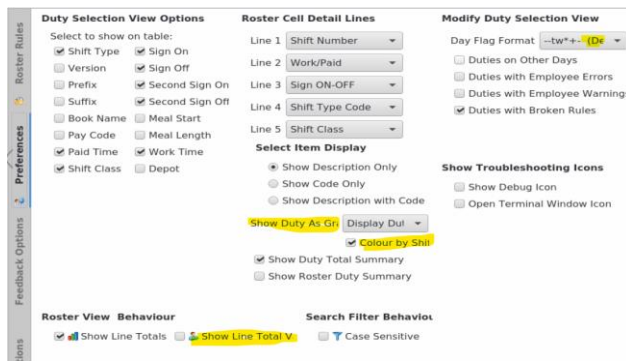 Duty Selection View Options
Select to show on table:
Shift Type
Sign On
Version
Sign Off
Prefix
Second Sign On
Suffix
Second Sign Off
Book Name
Meal Start
Pay Code
Meal Length
Paid Time
Work Time
Shift Class
Depot
Roster Cell Detail Lines
Line 1 Shift Number
Line 2 Work/Paid
Line 3 Sign ON-OFF
Line 4 Shift Type Code
Line 5 Shift Class
Select Item Display
Show Description Only
Show Code Only
Show Description with Code
Show Duty As Gra Display Dut
Colour by Shi
Show Duty Total Summary
Show Roster Duty Summary
Modify Duty Selection View
Day Flag Format --tw*+- (De
Duties on Other Days
Duties with Employee Errors
Duties with Employee Warning
Duties with Broken Rules
Show Troubleshooting Icons
Show Debug Icon
Open Terminal Window Icon
Roster View Behaviour
Show Line Totals
Show Line Total V
Search Filter Behaviou
Case Sensitive
Roster Rules
Preferences
Feedback Options
tions